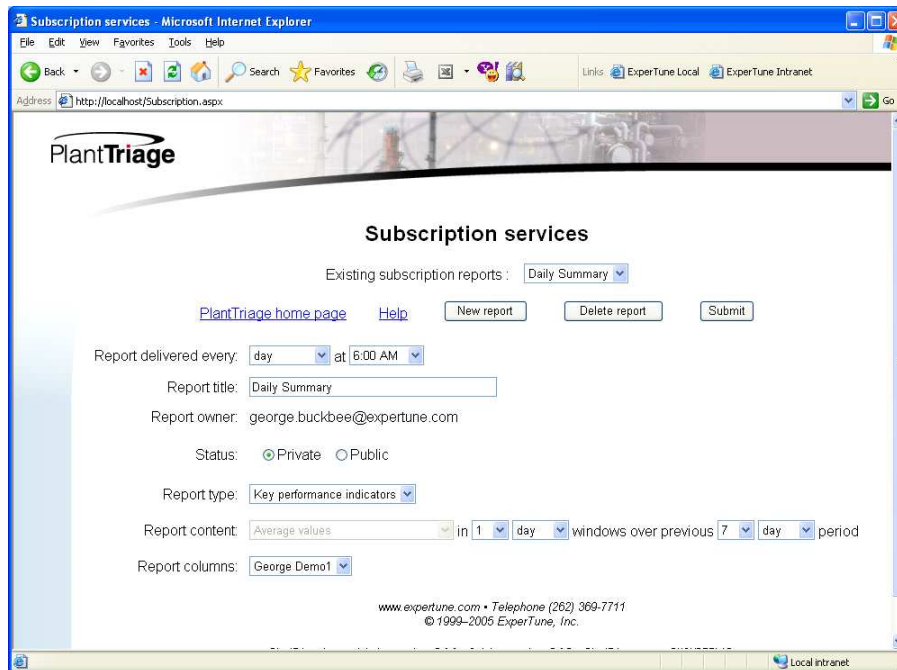 Subscription services - Microsoft Internet Explorer
File Edit View Favorites Tools Help
Back Search Favorites Links ExperTune Local ExperTune Intranet
Address http://localhost/Subscription.aspx Go
PlantTriage
Subscription services
Existing subscription reports : Daily Summary
PlantTriage home page Help New report Delete report Submit
Report delivered every: day at 6:00 AM
Report title: Daily Summary
Report owner: george.buckbee@expertune.com
Status: Private Public
Report type: Key performance indicators
Report content: Average values in 1 day windows over previous 7 day period
Report columns: George Demo1
www.expertune.com • Telephone (262) 369-7711
© 1999–2005 ExperTune, Inc.
Local intranet